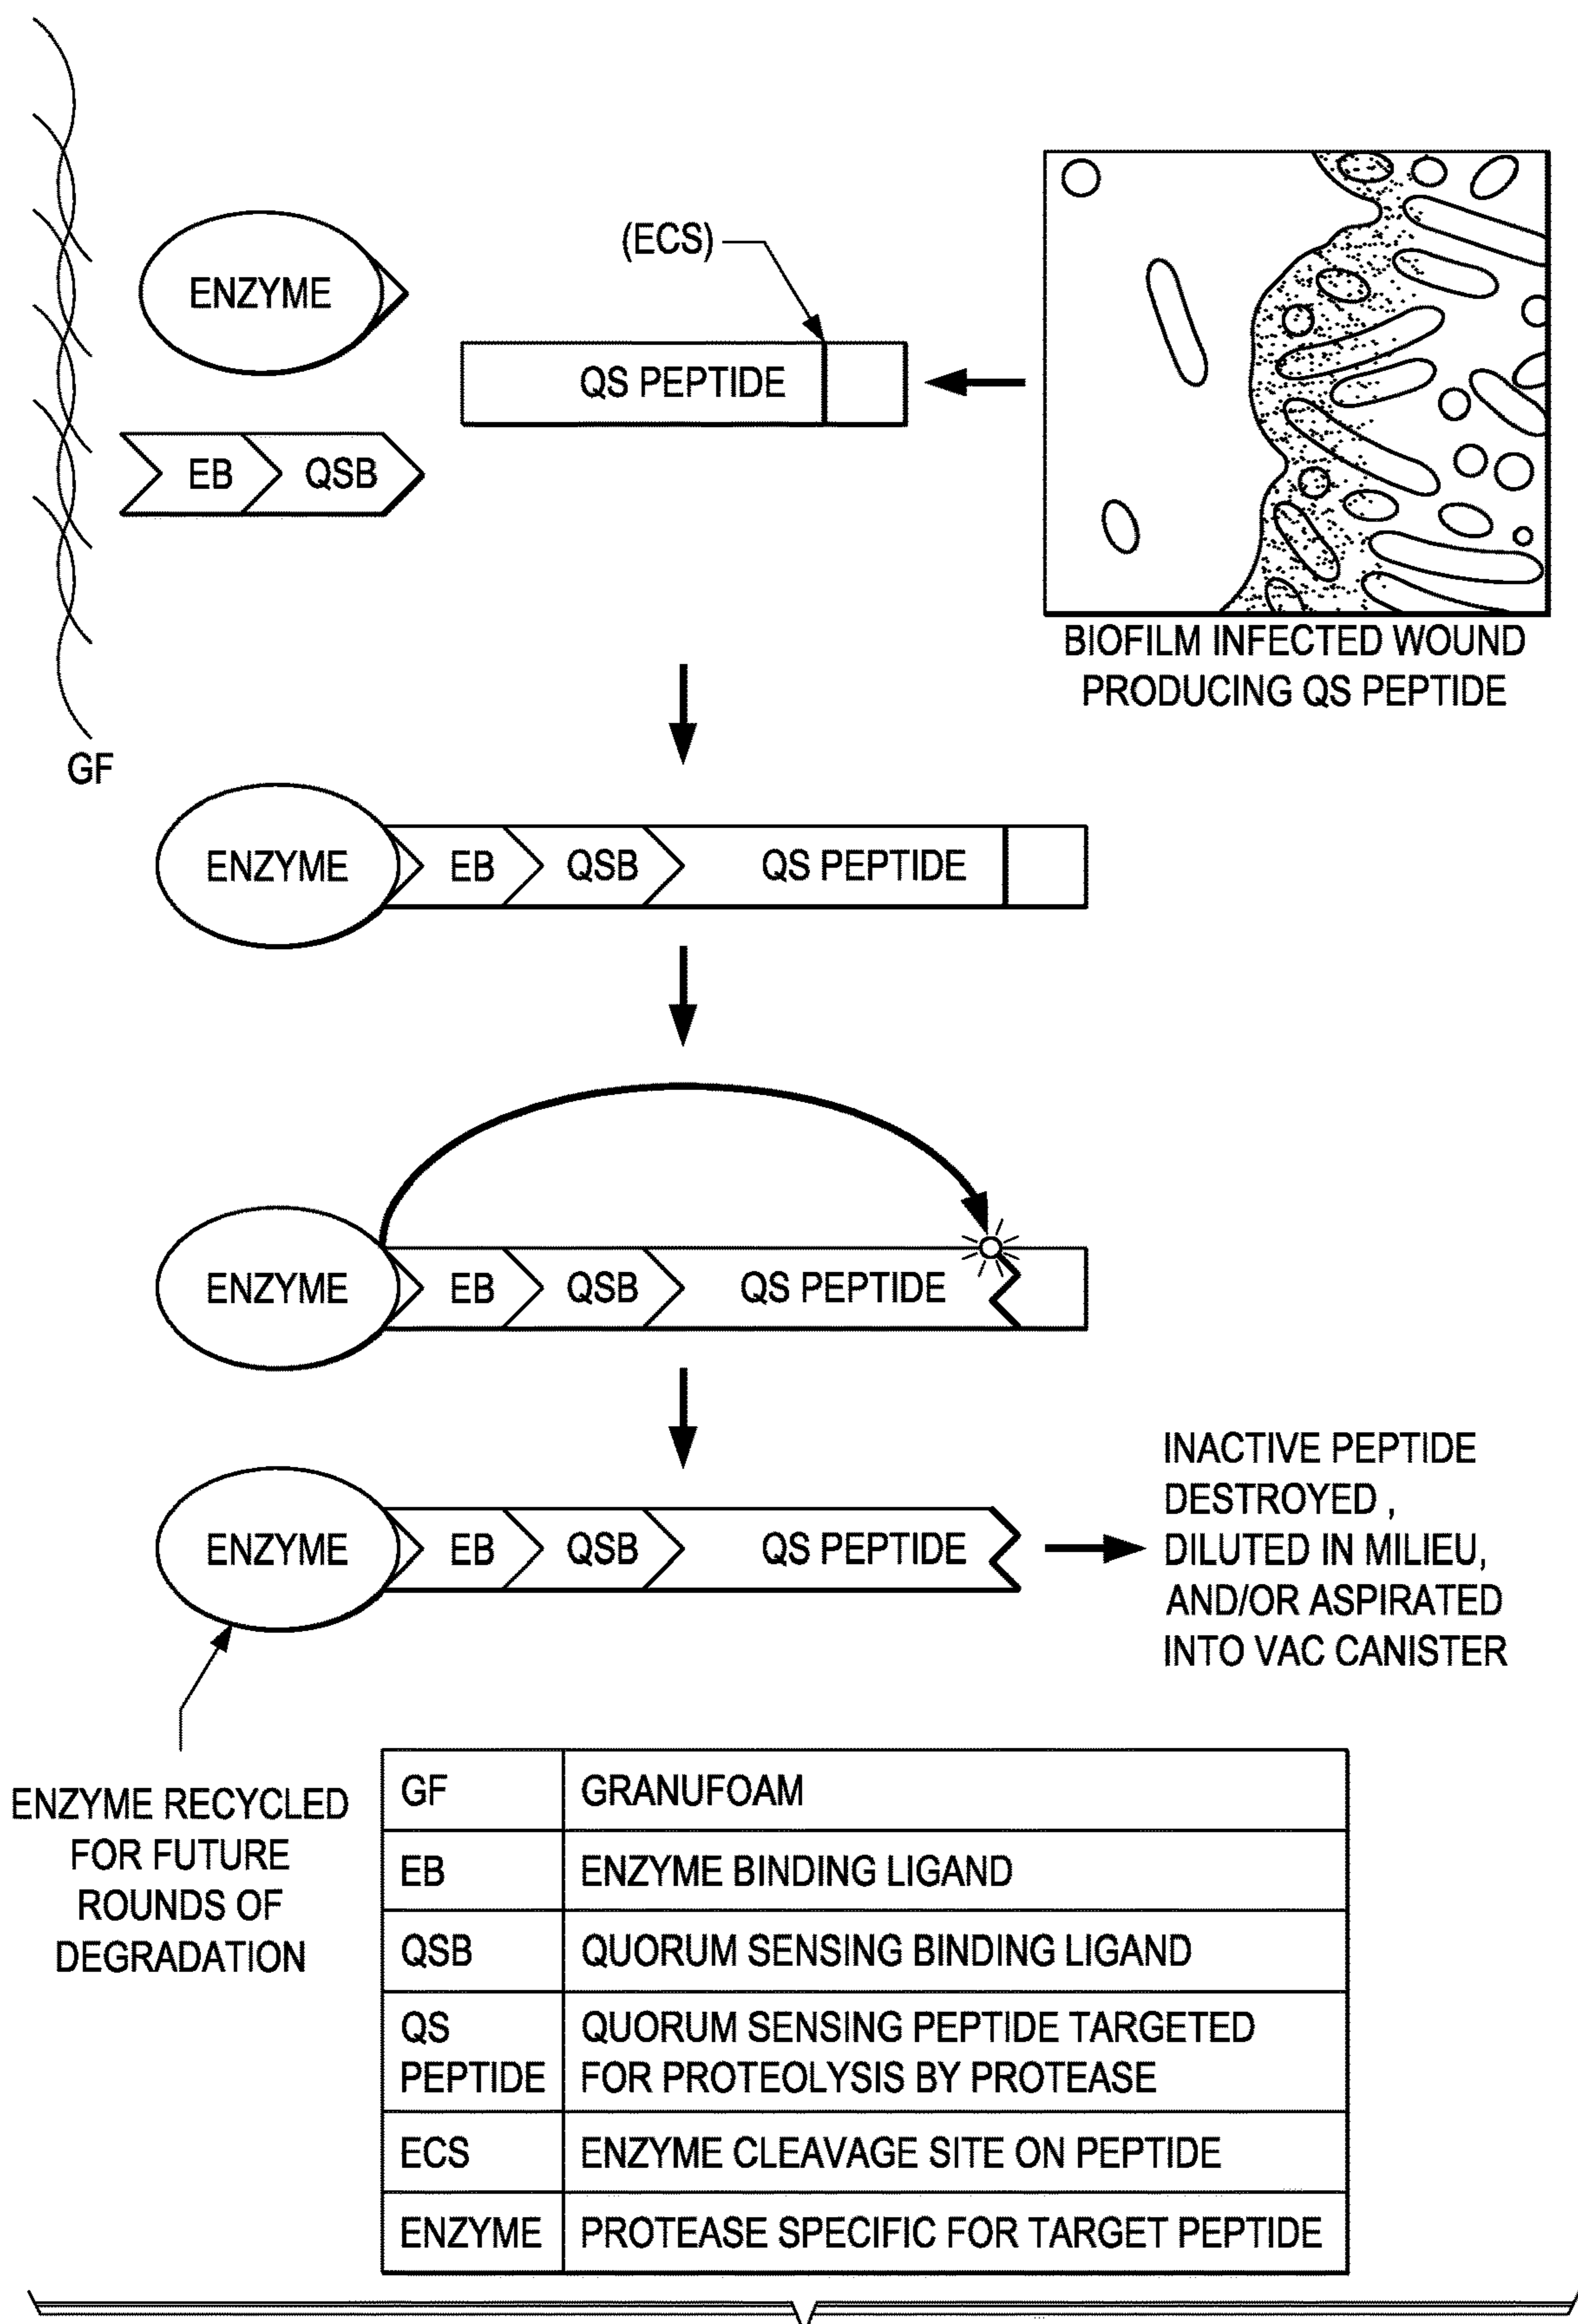 ENZYME
(ECS)
QS PEPTIDE
EB QSB
BIOFILM INFECTED WOUND
PRODUCING QS PEPTIDE
GF
ENZYME EB QSB QS PEPTIDE
ENZYME EB QSB QS PEPTIDE
ENZYME EB QSB QS PEPTIDE
INACTIVE PEPTIDE
DESTROYED ,
DILUTED IN MILIEU,
AND/OR ASPIRATED
INTO VAC CANISTER
ENZYME RECYCLED
FOR FUTURE
ROUNDS OF
DEGRADATION
GF GRANUFOAM
EB ENZYME BINDING LIGAND
QSB QUORUM SENSING BINDING LIGAND
QS QUORUM SENSING PEPTIDE TARGETED
PEPTIDE FOR PROTEOLYSIS BY PROTEASE
ECS ENZYME CLEAVAGE SITE ON PEPTIDE
ENZYME PROTEASE SPECIFIC FOR TARGET PEPTIDE